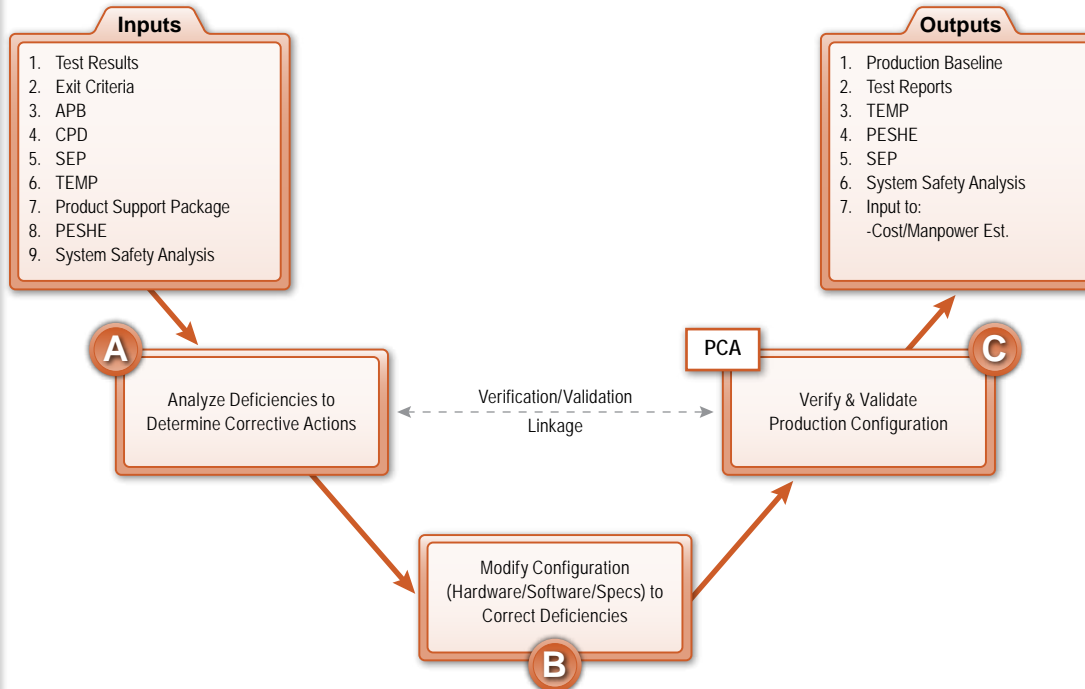 Inputs
1. Test Results
2. Exit Criteria
3. APB
4. CPD
5. SEP
6. TEMP
7. Product Support Package
8. PESHE
9. System Safety Analysis
Outputs
1. Production Baseline
2. Test Reports
3. TEMP
4. PESHE
5. SEP
6. System Safety Analysis
7. Input to:
-Cost/Manpower Est.
A
Analyze Deficiencies to
Determine Corrective Actions
Verification/Validation
Linkage
PCA
C
Verify & Validate
Production Configuration
Modify Configuration
(Hardware/Software/Specs) to
Correct Deficiencies
B